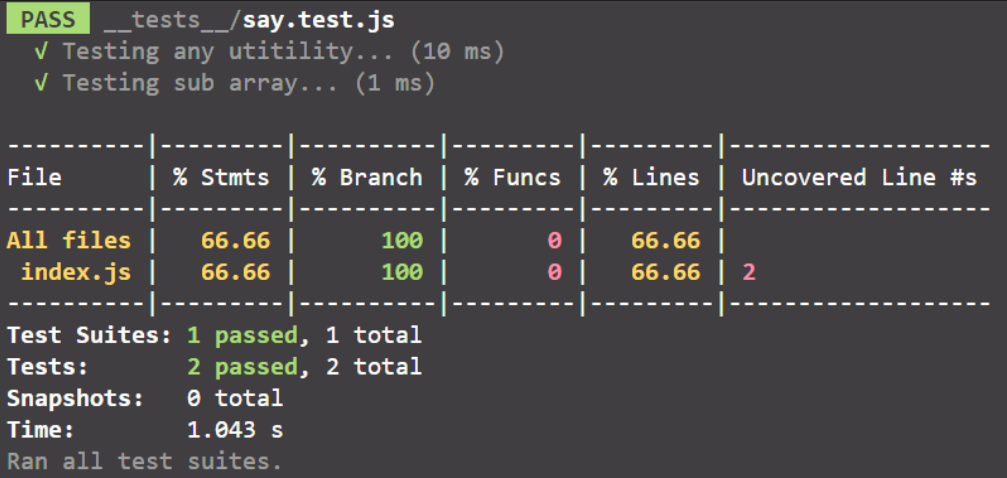 PASS __tests__/say.test.js
√ Testing any utitility... (10 ms)
√ Testing sub array... (1 ms)
----------|---------|----------|---------|---------|-------------------
File      | % Stmts | % Branch | % Funcs | % Lines | Uncovered Line #s
----------|---------|----------|---------|---------|-------------------
All files |   66.66 |      100 |       0 |   66.66 |
 index.js |   66.66 |      100 |       0 |   66.66 | 2
----------|---------|----------|---------|---------|-------------------
Test Suites: 1 passed, 1 total
Tests:       2 passed, 2 total
Snapshots:   0 total
Time:        1.043 s
Ran all test suites.